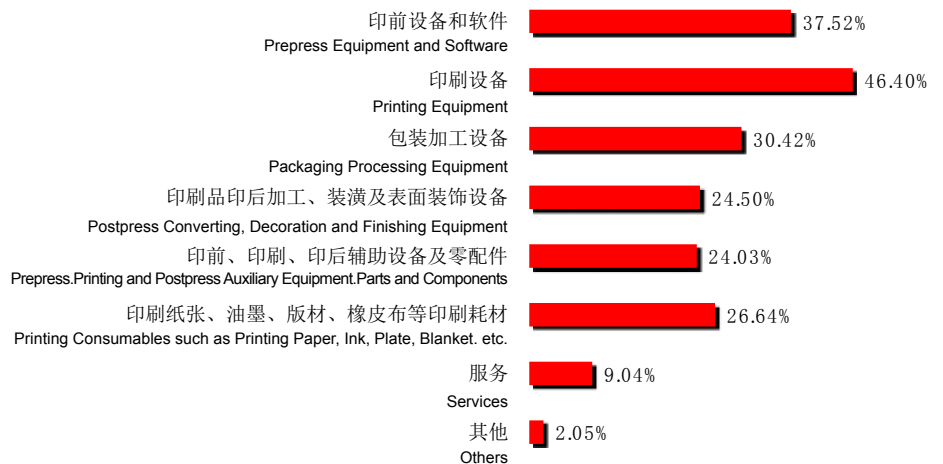 印前设备和软件
37.52%
Prepress Equipment and Software
印刷设备
46.40%
Printing Equipment
包装加工设备
30.42%
Packaging Processing Equipment
印刷品印后加工、装潢及表面装饰设备
24.50%
Postpress Converting, Decoration and Finishing Equipment
印前、印刷、印后辅助设备及零配件
24.03%
Prepress.Printing and Postpress Auxiliary Equipment.Parts and Components
印刷纸张、油墨、版材、橡皮布等印刷耗材
26.64%
Printing Consumables such as Printing Paper, Ink, Plate, Blanket. etc.
服务
9.04%
Services
其他
2.05%
Others